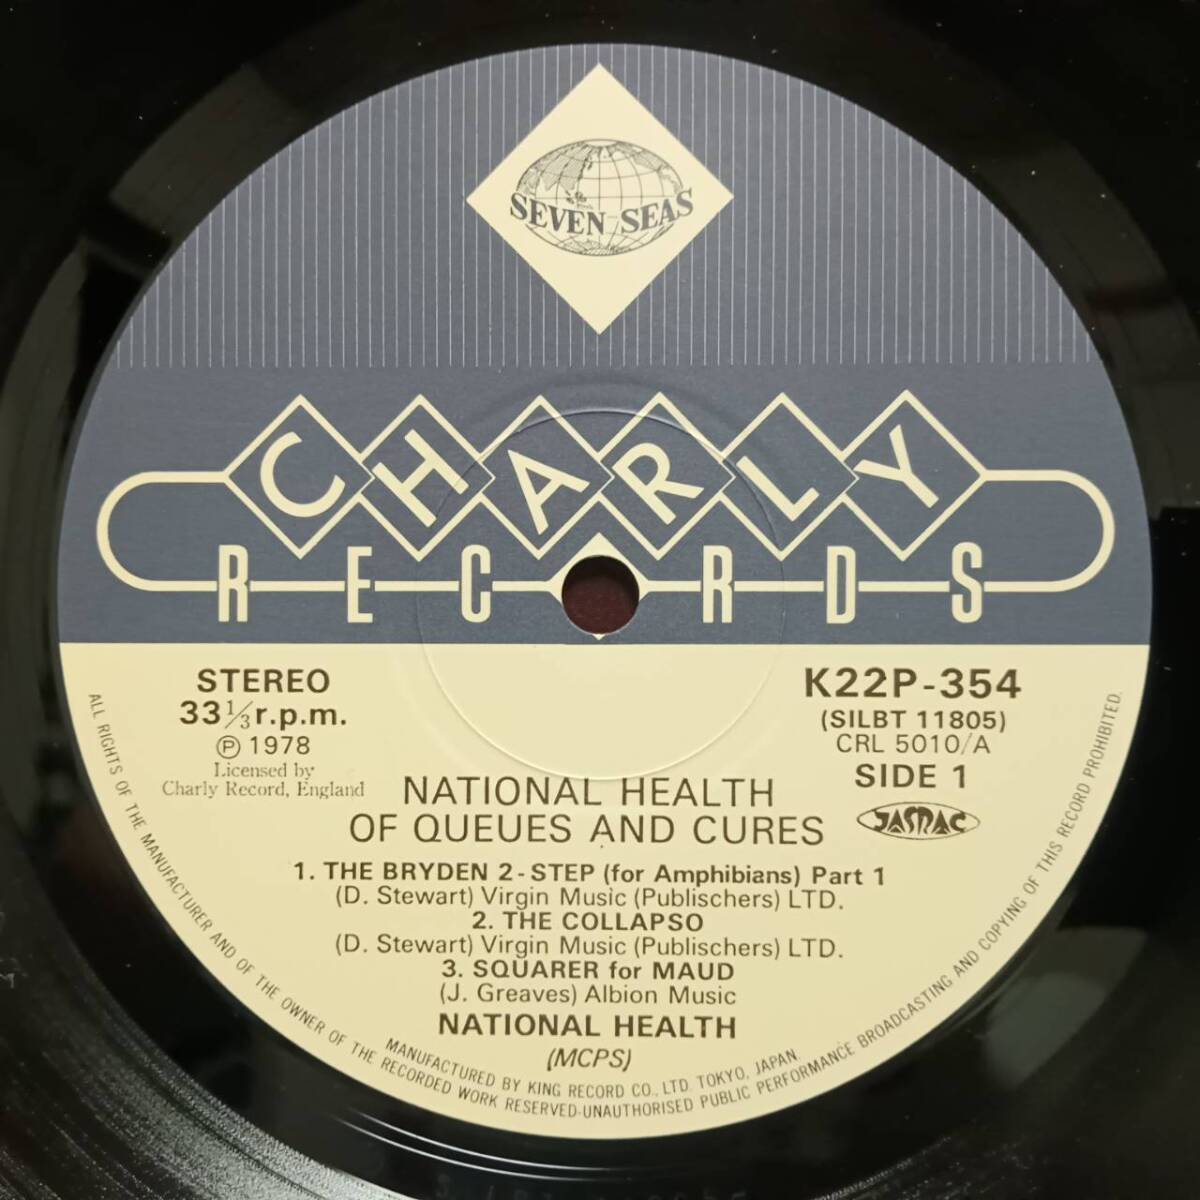 SEVEN SEAS
CHARLY
RECORDS
STEREO
33 1/3 r.p.m.
Ⓟ 1978
Licensed by
Charly Record, England
K22P-354
(SILBT 11805)
CRL 5010/A
SIDE 1
JASRAC
NATIONAL HEALTH
OF QUEUES AND CURES
1. THE BRYDEN 2-STEP (for Amphibians) Part 1
(D. Stewart) Virgin Music (Publischers) LTD.
2. THE COLLAPSO
(D. Stewart) Virgin Music (Publischers) LTD.
3. SQUARER for MAUD
(J. Greaves) Albion Music
NATIONAL HEALTH
(MCPS)
MANUFACTURED BY KING RECORD CO., LTD. TOKYO, JAPAN.
ALL RIGHTS OF THE MANUFACTURER AND OF THE OWNER OF THE RECORDED WORK RESERVED-UNAUTHORISED PUBLIC PERFORMANCE BROADCASTING AND COPYING OF THIS RECORD PROHIBITED.